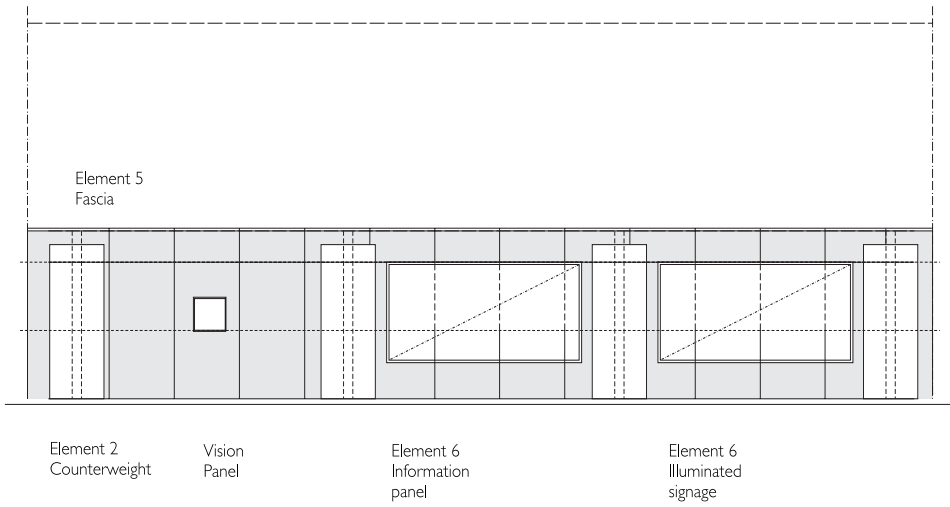 Element 5
Fascia
Element 2
Counterweight
Vision
Panel
Element 6
Information
panel
Element 6
Illuminated
signage